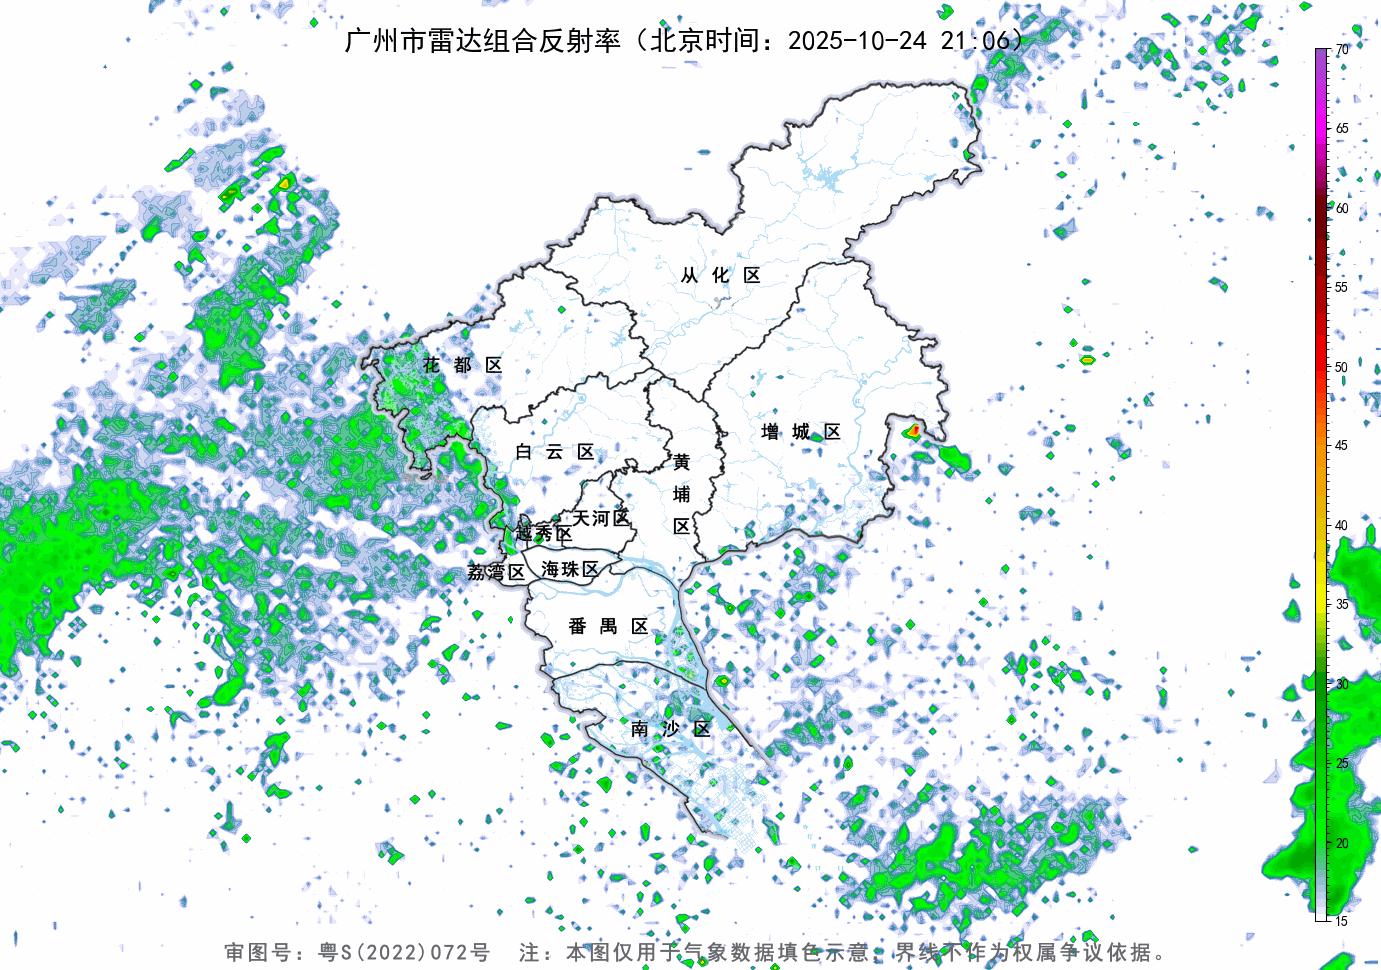 广州市雷达组合反射率（北京时间：2025-10-24 21:06）
70
65
60
55
50
45
40
35
30
25
20
15
从化区
花都区
增城区
白云区
黄埔区
天河区
越秀区
荔湾区
海珠区
番禺区
南沙区
审图号：粤S(2022)072号 注：本图仅用于气象数据填色示意；界线不作为权属争议依据。